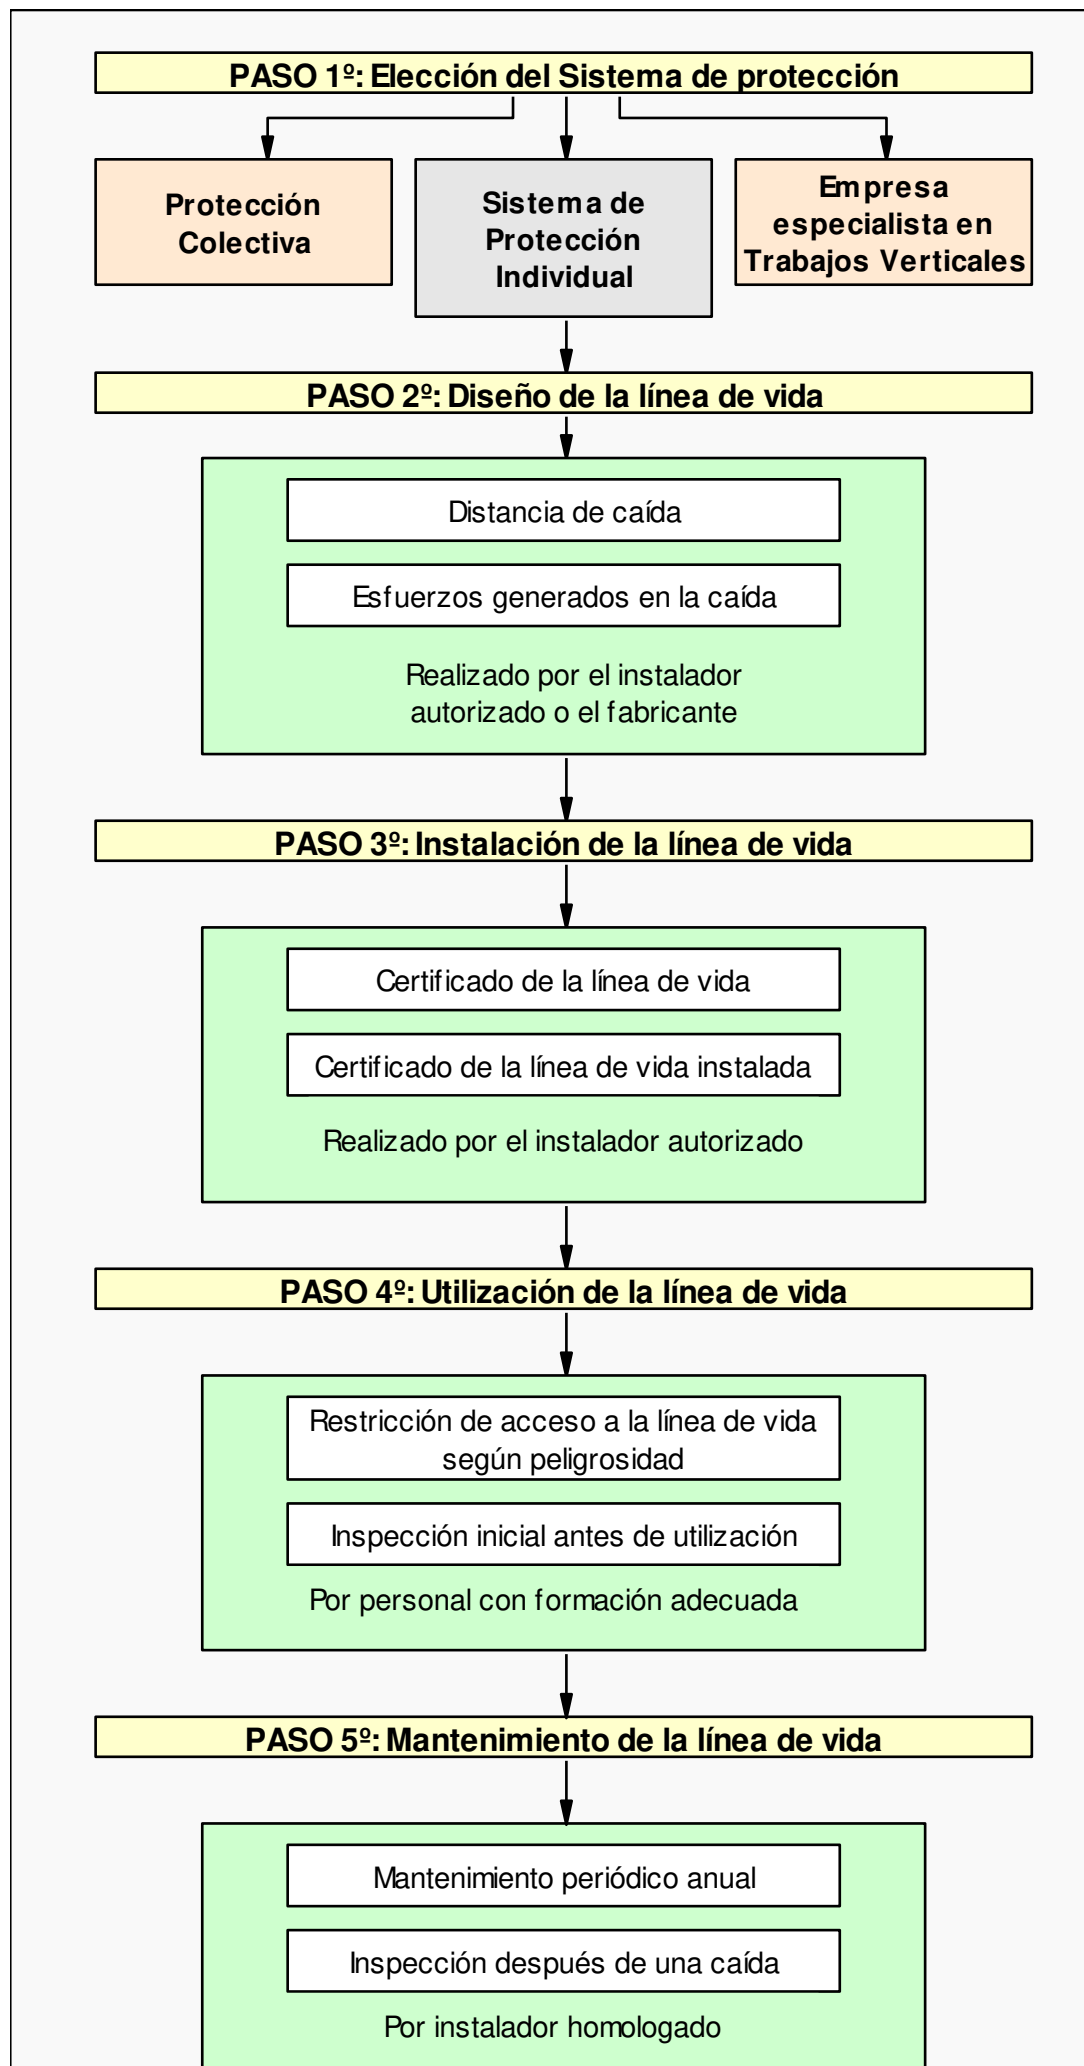 PASO 1º: Elección del Sistema de protección
Protección
Colectiva
Sistema de
Protección
Individual
Empresa
especialista en
Trabajos Verticales
PASO 2º: Diseño de la línea de vida
Distancia de caída
Esfuerzos generados en la caída
Realizado por el instalador
autorizado o el fabricante
PASO 3º: Instalación de la línea de vida
Certificado de la línea de vida
Certificado de la línea de vida instalada
Realizado por el instalador autorizado
PASO 4º: Utilización de la línea de vida
Restricción de acceso a la línea de vida
según peligrosidad
Inspección inicial antes de utilización
Por personal con formación adecuada
PASO 5º: Mantenimiento de la línea de vida
Mantenimiento periódico anual
Inspección después de una caída
Por instalador homologado